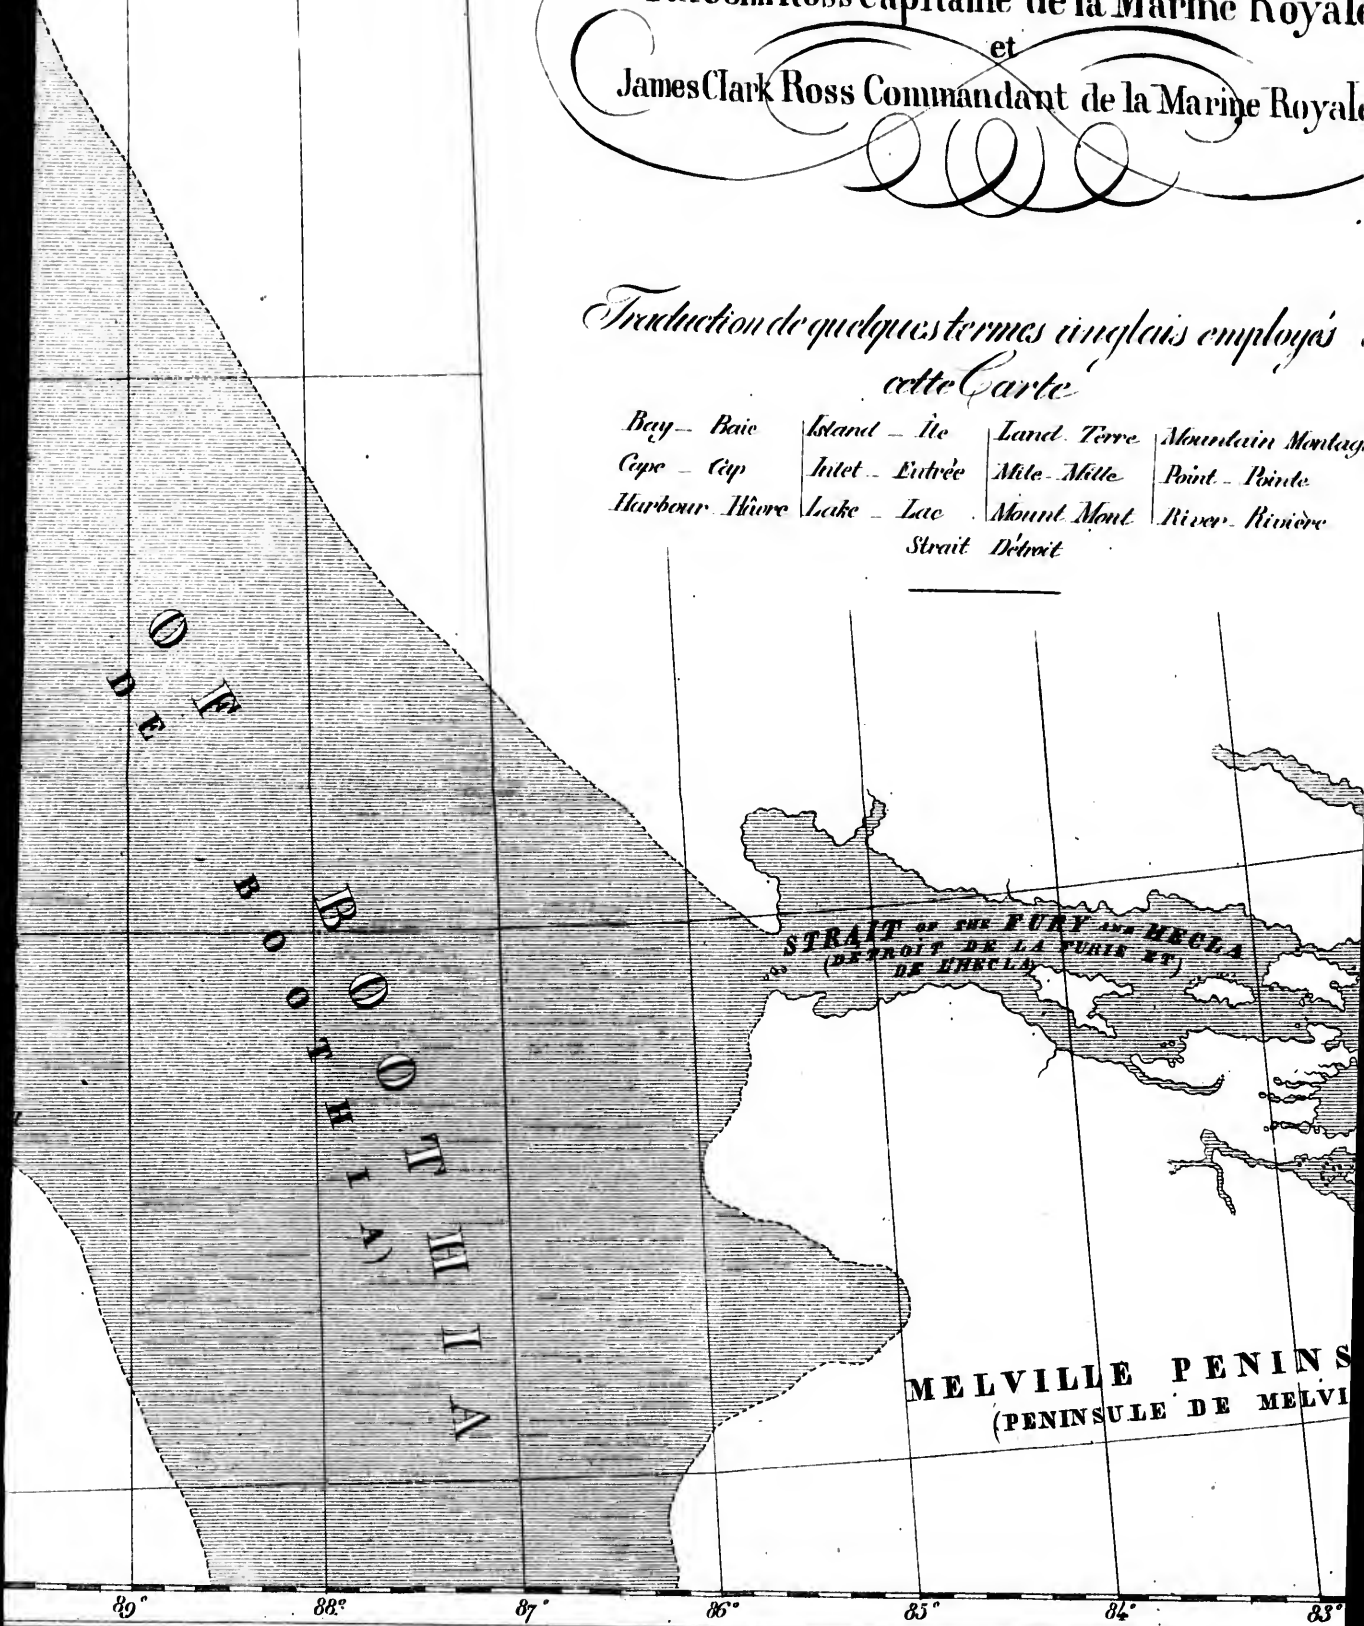 Ross Capitaine de la Marine Royale
et
James Clark Ross Commandant de la Marine Royale
Traduction de quelques termes anglais employés
cette Carte
Bay - Baie Island - Île Land - Terre Mountain Montag
Cape - Cap Inlet - Entrée Mile - Mille Point - Pointe
Harbour Hâvre Lake - Lac Mount Mont River - Rivière
Strait Détroit
OF BOOTHIA
DE BOOTHIA)
STRAIT OF THE FURY AND HECLA
(DETROIT DE LA FURIE ET)
DE L'HECLA
MELVILLE PENINS
(PENINSULE DE MELVI
89° 88° 87° 86° 85° 84° 83°